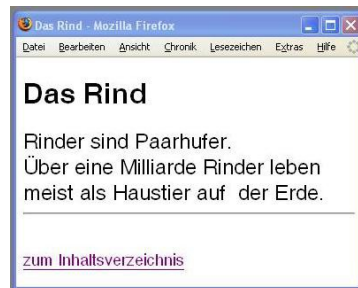 Das Rind - Mozilla Firefox
Datei Bearbeiten Ansicht Chronik Lesezeichen Extras Hilfe
Das Rind
Rinder sind Paarhufer.
Über eine Milliarde Rinder leben
meist als Haustier auf der Erde.
zum Inhaltsverzeichnis